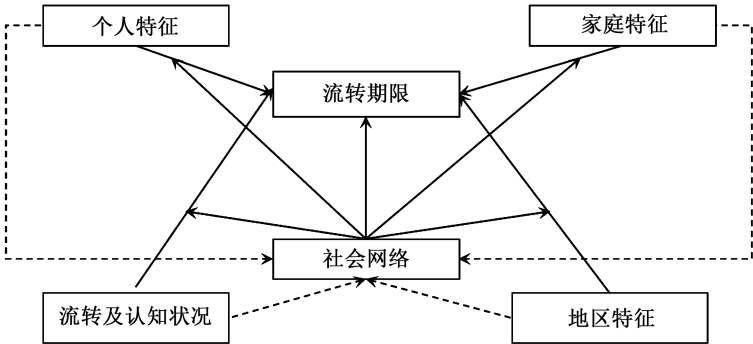 个人特征
家庭特征
流转期限
社会网络
流转及认知状况
地区特征